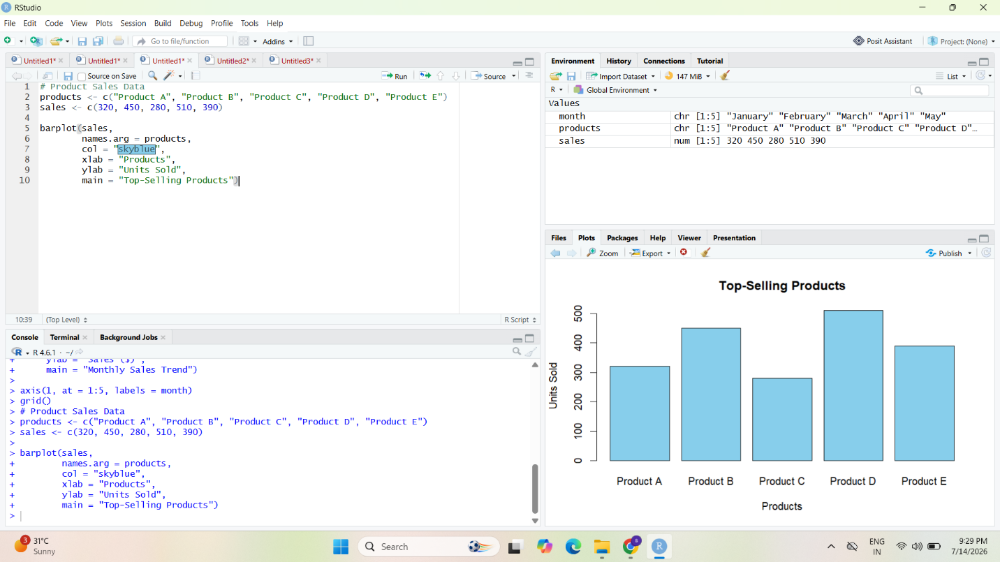 RStudio
File Edit Code View Plots Session Build Debug Profile Tools Help
Go to file/function Addins Posit Assistant Project: (None)
Untitled1* Untitled1* Untitled1* Untitled2* Untitled3*
Source on Save Run Source
1 # Product Sales Data
2 products <- c("Product A", "Product B", "Product C", "Product D", "Product E")
3 sales <- c(320, 450, 280, 510, 390)
4
5 barplot(sales,
6         names.arg = products,
7         col = "skyblue",
8         xlab = "Products",
9         ylab = "Units Sold",
10         main = "Top-Selling Products")
10:39 (Top Level) R Script
Console Terminal Background Jobs
R 4.6.1 · ~/
+     ylab = "Sales ($)",
+     main = "Monthly Sales Trend")
>
> axis(1, at = 1:5, labels = month)
> grid()
> # Product Sales Data
> products <- c("Product A", "Product B", "Product C", "Product D", "Product E")
> sales <- c(320, 450, 280, 510, 390)
>
> barplot(sales,
+         names.arg = products,
+         col = "skyblue",
+         xlab = "Products",
+         ylab = "Units Sold",
+         main = "Top-Selling Products")
>
Environment History Connections Tutorial
Import Dataset 147 MiB List
R Global Environment
Values
month chr [1:5] "January" "February" "March" "April" "May"
products chr [1:5] "Product A" "Product B" "Product C" "Product D"…
sales num [1:5] 320 450 280 510 390
Files Plots Packages Help Viewer Presentation
Zoom Export Publish
Top-Selling Products
Units Sold
500
400
300
200
100
0
Product A Product B Product C Product D Product E
Products
3 31°C
Sunny
Search
ENG
IN
9:29 PM
7/14/2026